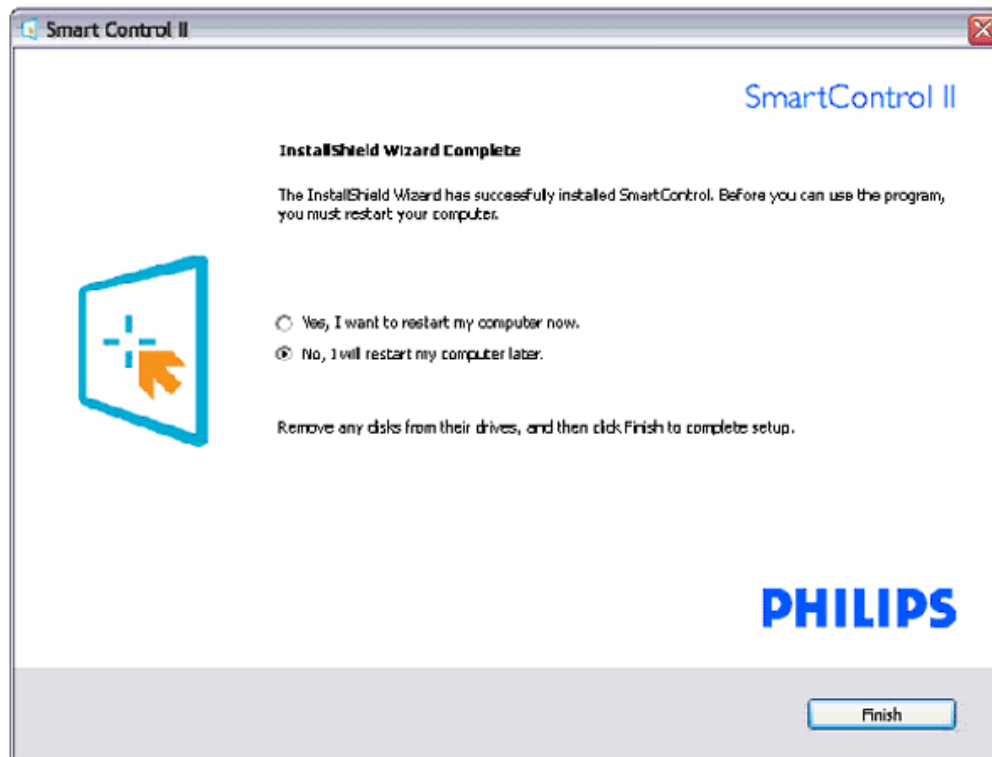 Smart Control II
SmartControl II
InstallShield Wizard Complete
The InstallShield Wizard has successfully installed SmartControl. Before you can use the program,
you must restart your computer.
Yes, I want to restart my computer now.
No, I will restart my computer later.
Remove any disks from their drives, and then click Finish to complete setup.
PHILIPS
Finish